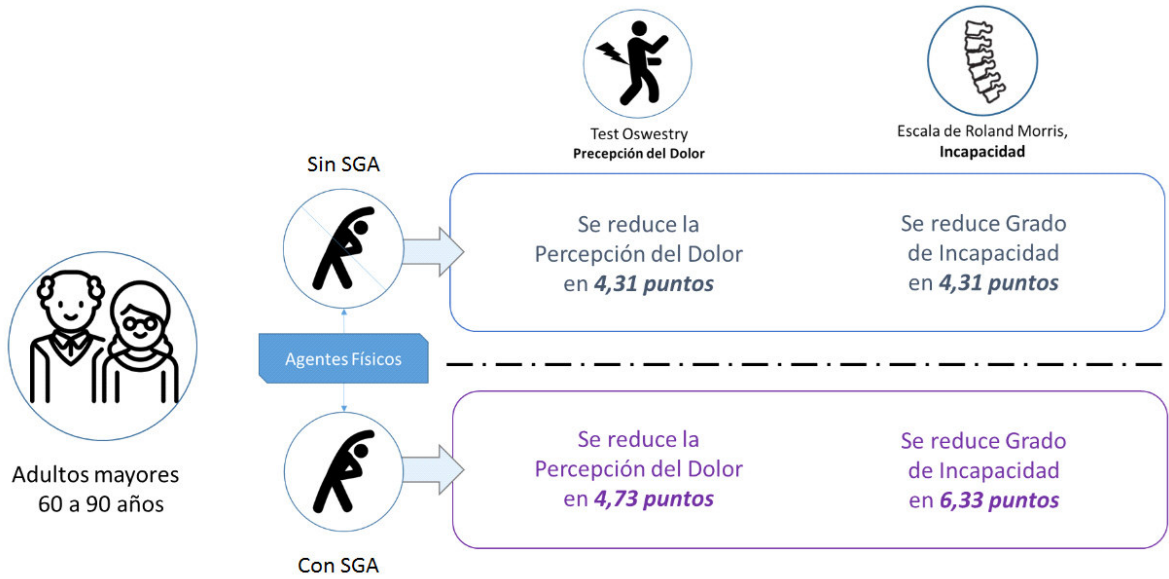 Test Oswestry
Precepción del Dolor
Escala de Roland Morris,
Incapacidad
Sin SGA
Se reduce la
Percepción del Dolor
en 4,31 puntos
Se reduce Grado
de Incapacidad
en 4,31 puntos
Agentes Físicos
Adultos mayores
60 a 90 años
Se reduce la
Percepción del Dolor
en 4,73 puntos
Se reduce Grado
de Incapacidad
en 6,33 puntos
Con SGA